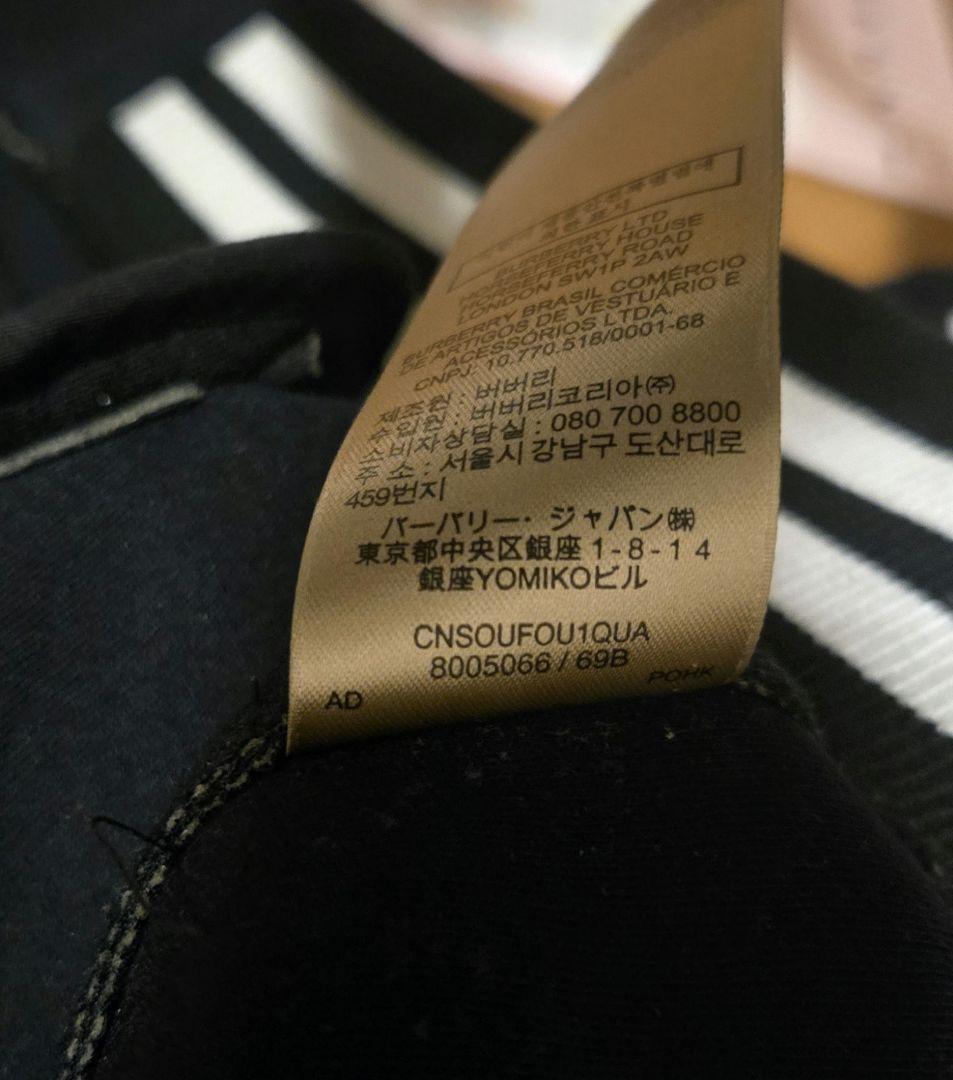 BURBERRY LTD
BURBERRY HOUSE
HORSEFERRY ROAD
LONDON SW1P 2AW
BURBERRY BRASIL COMÉRCIO
DE ARTIGOS DE VESTUÁRIO E
ACESSÓRIOS LTDA.
CNPJ: 10.770.518/0001-68
제조원 : 버버리
수입원 : 버버리코리아㈜
소비자상담실 : 080 700 8800
주 소 : 서울시 강남구 도산대로
459번지
バーバリー・ジャパン㈱
東京都中央区銀座 1-8-14
銀座YOMIKOビル
CNSOUFOU1QUA
8005066 / 69B
POHK
AD